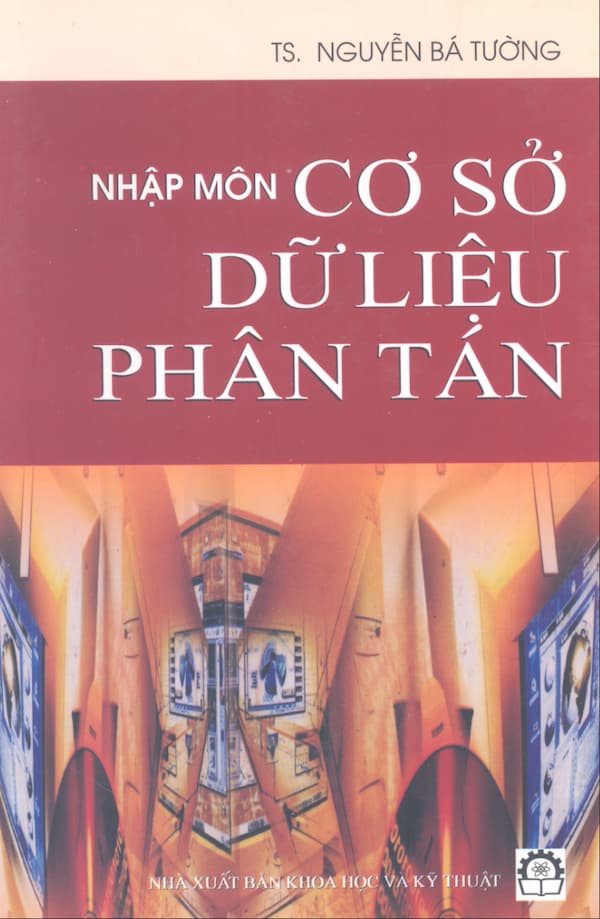 TS. NGUYỄN BÁ TƯỜNG
NHẬP MÔN CƠ SỞ
DỮ LIỆU
PHÂN TÁN
NHÀ XUẤT BẢN KHOA HỌC VÀ KỸ THUẬT